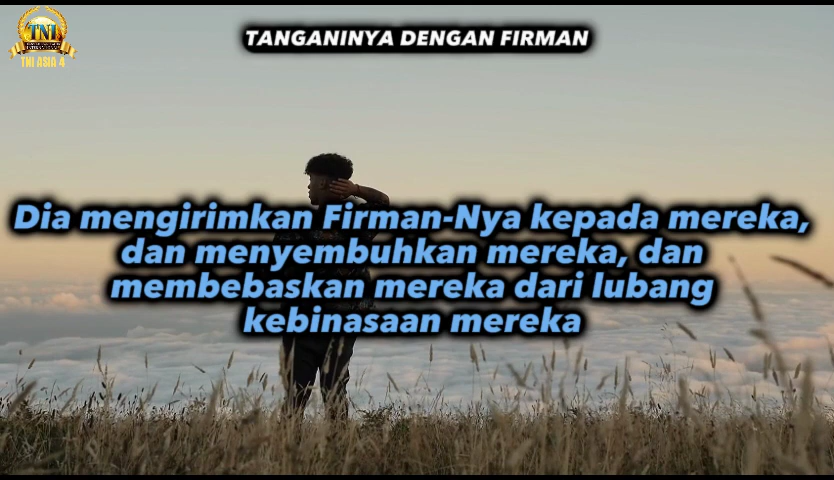 TNI
TNI ASIA 4
TANGANINYA DENGAN FIRMAN
Dia mengirimkan Firman-Nya kepada mereka,
dan menyembuhkan mereka, dan
membebaskan mereka dari lubang
kebinasaan mereka